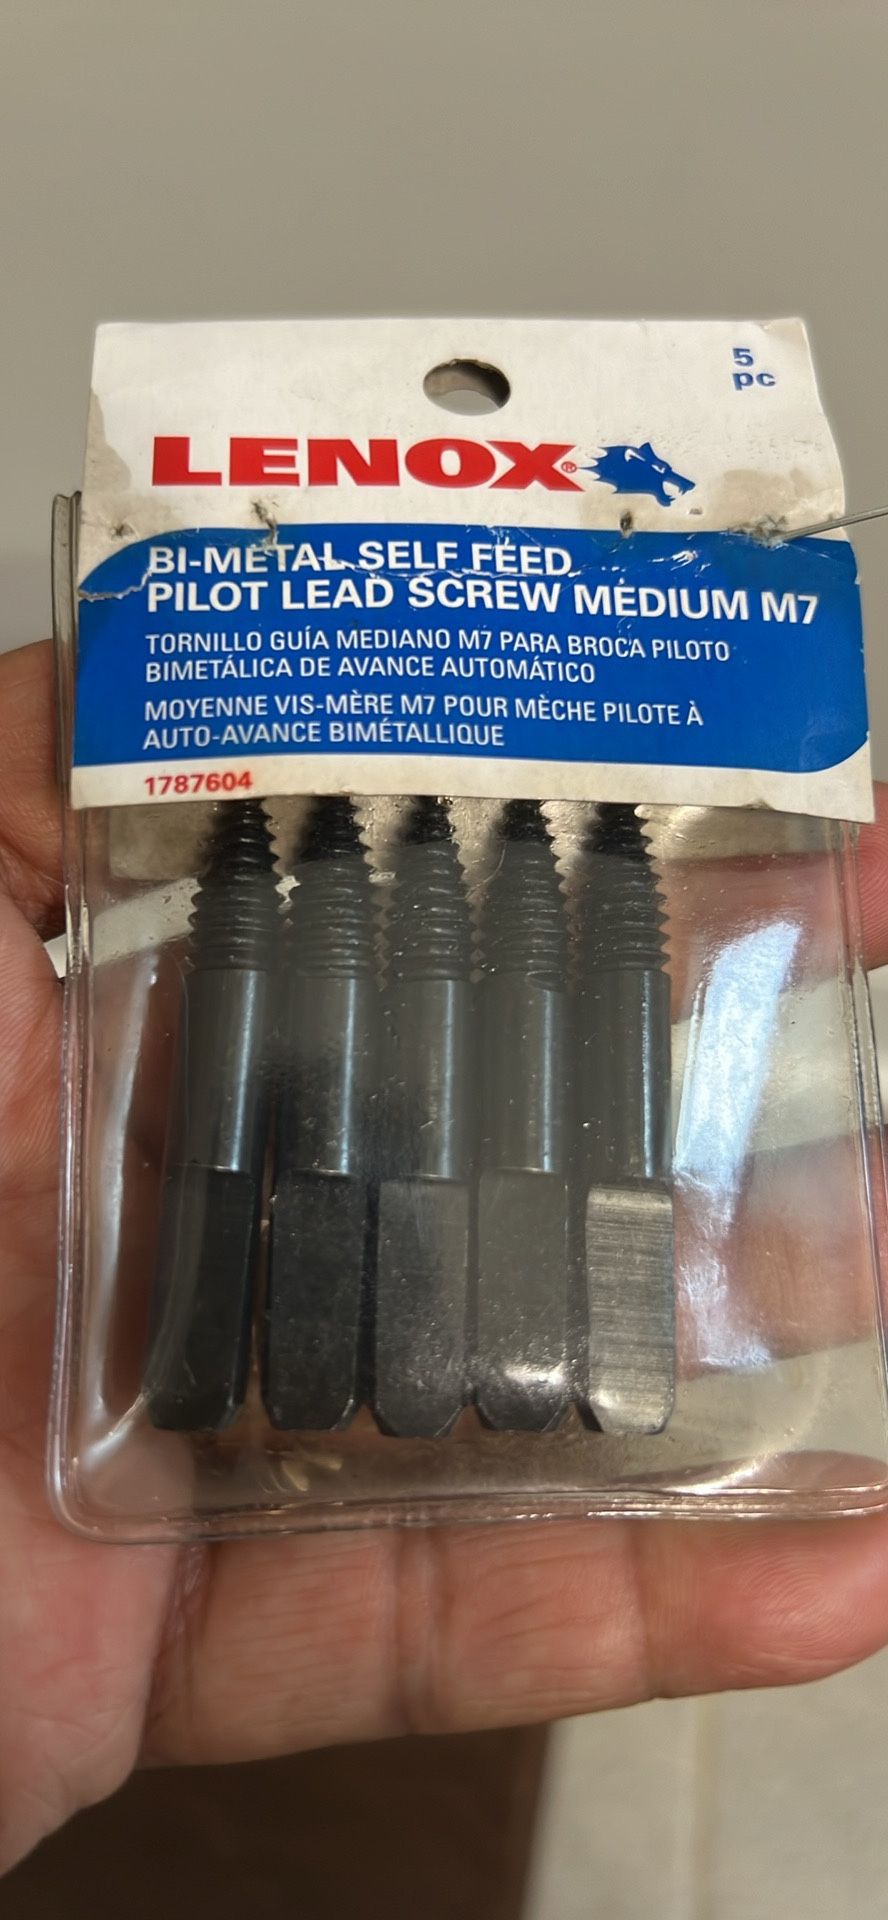 5
pc
LENOX®
BI-METAL SELF FEED
PILOT LEAD SCREW MEDIUM M7
TORNILLO GUÍA MEDIANO M7 PARA BROCA PILOTO
BIMETÁLICA DE AVANCE AUTOMÁTICO
MOYENNE VIS-MÈRE M7 POUR MÈCHE PILOTE À
AUTO-AVANCE BIMÉTALLIQUE
1787604